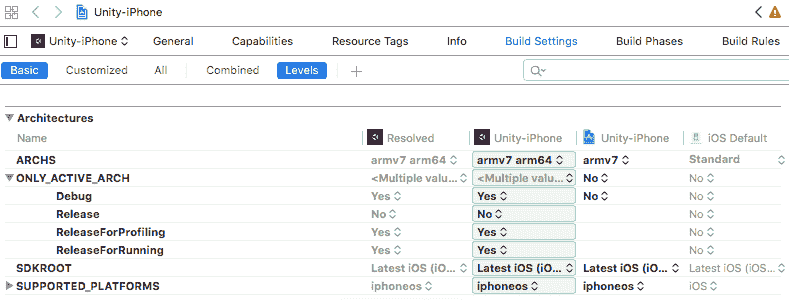 Unity-iPhone
Unity-iPhone General Capabilities Resource Tags Info Build Settings Build Phases Build Rules
Basic Customized All Combined Levels +
Architectures
Name Resolved Unity-iPhone Unity-iPhone iOS Default
ARCHS armv7 arm64 armv7 arm64 armv7 Standard
ONLY_ACTIVE_ARCH <Multiple valu... <Multiple valu... No No
Debug Yes Yes No No
Release No No No
ReleaseForProfiling Yes Yes No
ReleaseForRunning Yes Yes No
SDKROOT Latest iOS (iO... Latest iOS (iO... Latest iOS (iO... Latest iOS (iO...
SUPPORTED_PLATFORMS iphoneos iphoneos iphoneos iOS